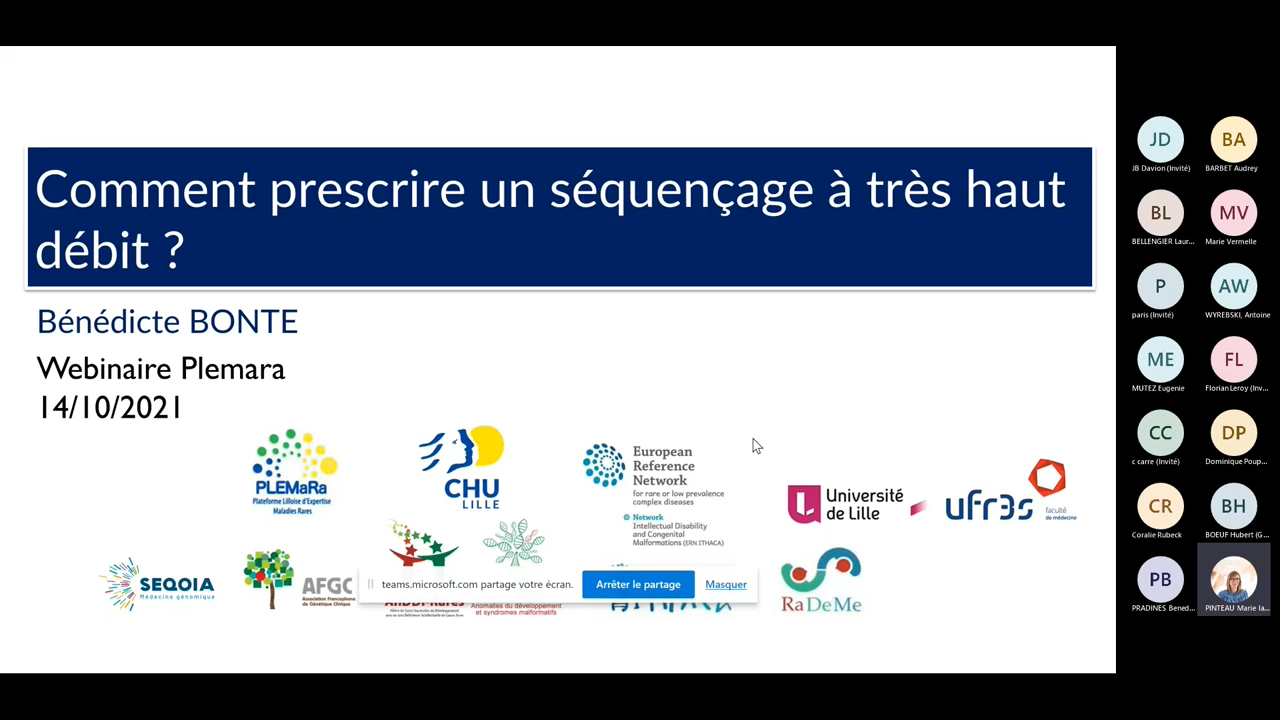 Comment prescrire un séquençage à très haut
débit ?
Bénédicte BONTE
Webinaire Plemara
14/10/2021
PLEMaRa
Plateforme Lilloise d'Expertise
Maladies Rares
CHU
LILLE
European
Reference
Network
for rare or low prevalence
complex diseases
Network
Intellectual Disability
and Congenital
Malformations (ERN ITHACA)
Université
de Lille
ufr3s
faculté
de médecine
SEQOIA
Médecine génomique
AFGC
Association Francophone
de Génétique Clinique
teams.microsoft.com partage votre écran.
Arrêter le partage
Masquer
AnDDI-Rares
Anomalies du développement
et syndromes malformatifs
RaDeMe
JD
JB Davion (Invité)
BA
BARBET Audrey
BL
BELLENGIER Laur...
MV
Marie Vermelle
P
paris (Invité)
AW
WYREBSKI, Antoine
ME
MUTEZ Eugenie
FL
Florian Leroy (Inv...
CC
c carre (Invité)
DP
Dominique Poup...
CR
Coralie Rubeck
BH
BOEUF Hubert (G...
PB
PRADINES Bened...
PINTEAU Marie la...